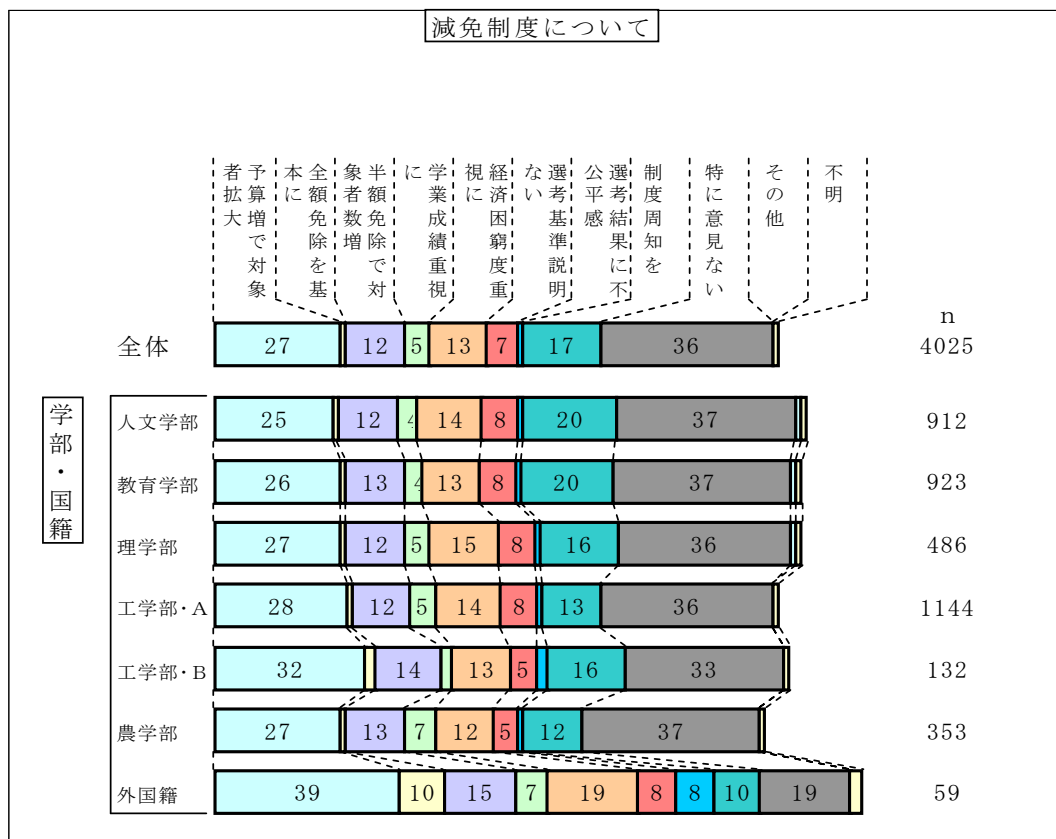 減免制度について
予算増で対象
者拡大
全額免除を基
本に
半額免除で対
象者数増
学業成績重視
に
経済困窮度重
視に
選考基準説明
ない
選考結果に不
公平感
制度周知を
特に意見ない
その他
不明
n
全体 27 12 5 13 7 17 36 4025
学部・国籍
人文学部 25 12 4 14 8 20 37 912
教育学部 26 13 4 13 8 20 37 923
理学部 27 12 5 15 8 16 36 486
工学部・A 28 12 5 14 8 13 36 1144
工学部・B 32 14 13 5 16 33 132
農学部 27 13 7 12 5 12 37 353
外国籍 39 10 15 7 19 8 8 10 19 59